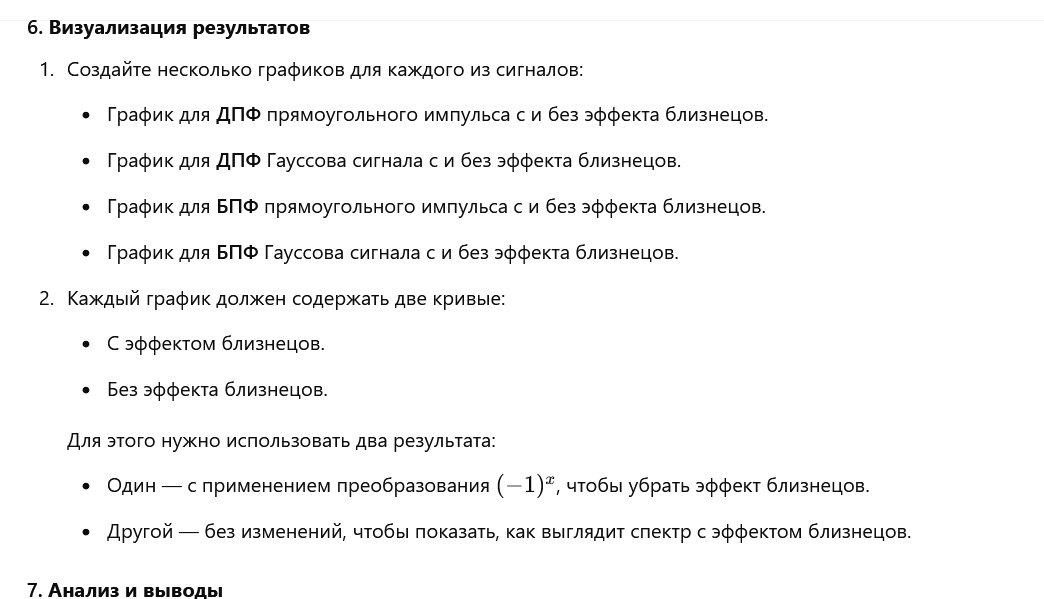 6. Визуализация результатов
1. Создайте несколько графиков для каждого из сигналов:
• График для ДПФ прямоугольного импульса с и без эффекта близнецов.
• График для ДПФ Гауссова сигнала с и без эффекта близнецов.
• График для БПФ прямоугольного импульса с и без эффекта близнецов.
• График для БПФ Гауссова сигнала с и без эффекта близнецов.
2. Каждый график должен содержать две кривые:
• С эффектом близнецов.
• Без эффекта близнецов.
Для этого нужно использовать два результата:
• Один — с применением преобразования (−1)ˣ, чтобы убрать эффект близнецов.
• Другой — без изменений, чтобы показать, как выглядит спектр с эффектом близнецов.
7. Анализ и выводы